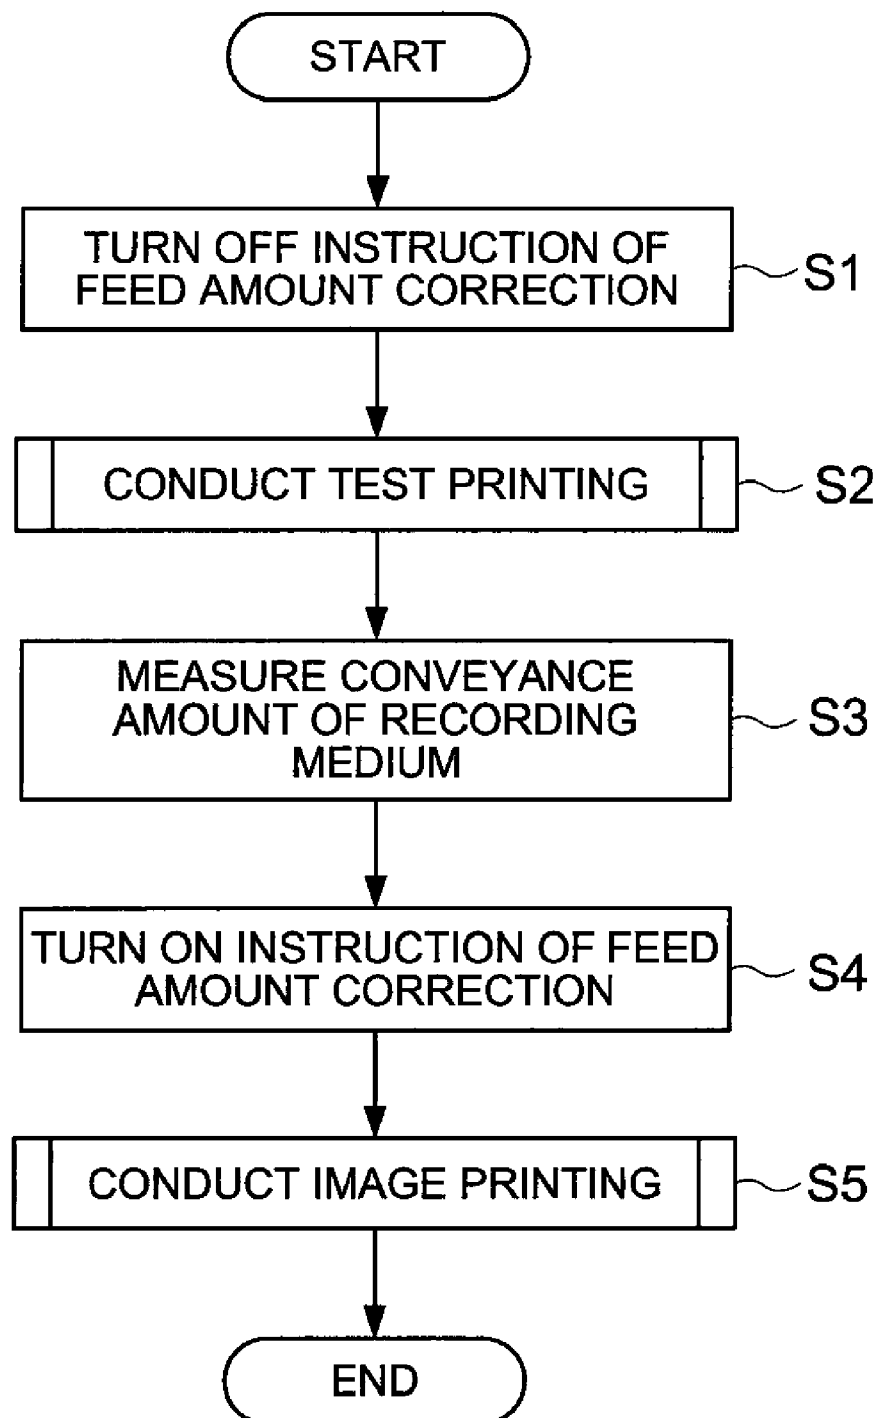 START
TURN OFF INSTRUCTION OF
FEED AMOUNT CORRECTION
S1
CONDUCT TEST PRINTING
S2
MEASURE CONVEYANCE
AMOUNT OF RECORDING
MEDIUM
S3
TURN ON INSTRUCTION OF FEED
AMOUNT CORRECTION
S4
CONDUCT IMAGE PRINTING
S5
END